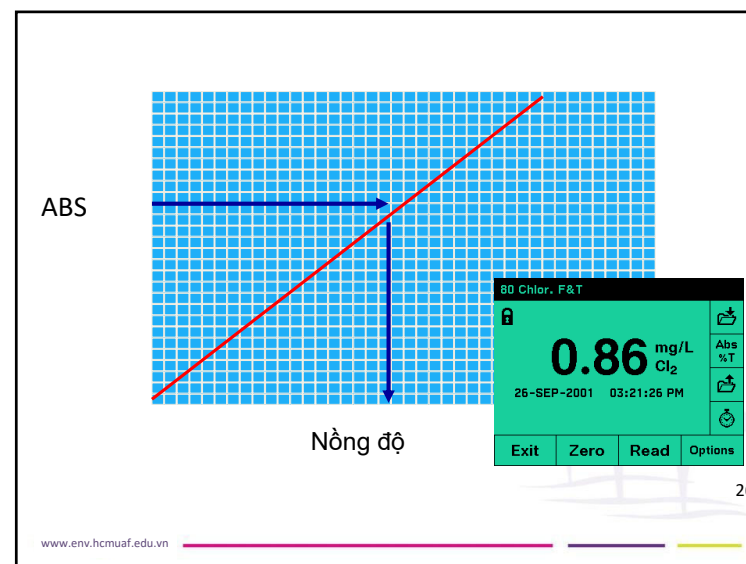 ABS
80 Chlor. F&T
0.86 mg/L Cl₂
Abs
%T
26-SEP-2001 03:21:26 PM
Exit Zero Read Options
Nồng độ
www.env.hcmuaf.edu.vn